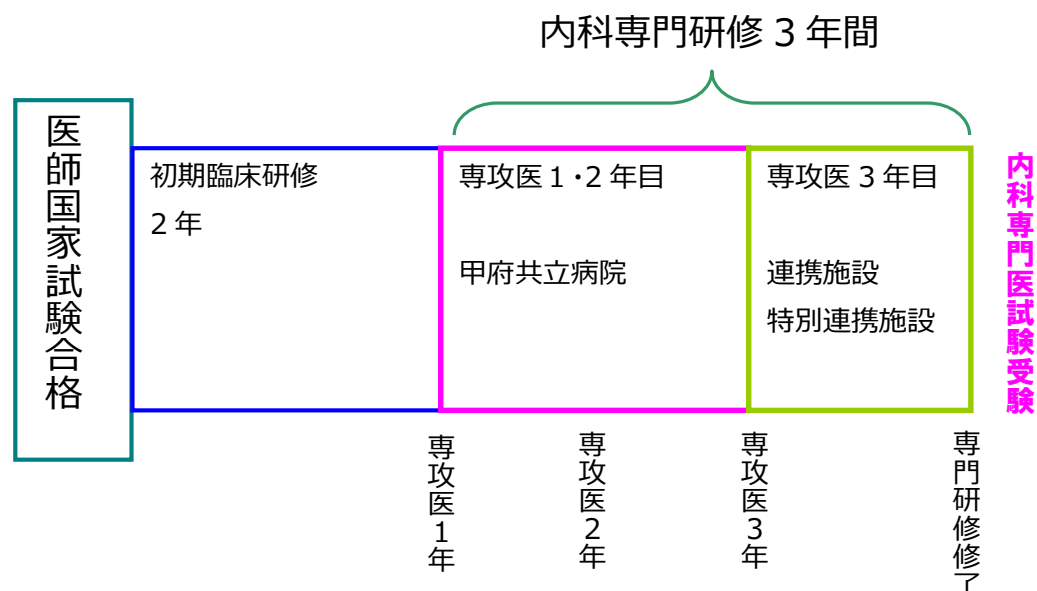 内科専門研修 3 年間
医師国家試験合格
初期臨床研修
2 年
専攻医 1・2 年目
甲府共立病院
専攻医 3 年目
連携施設
特別連携施設
内科専門医試験受験
専攻医1年
専攻医2年
専攻医3年
専門研修修了